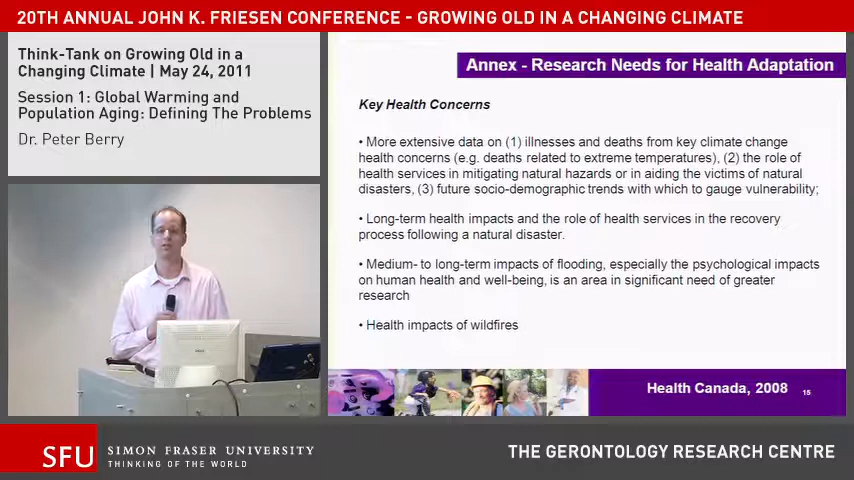 20TH ANNUAL JOHN K. FRIESEN CONFERENCE - GROWING OLD IN A CHANGING CLIMATE
Think-Tank on Growing Old in a
Changing Climate | May 24, 2011
Session 1: Global Warming and
Population Aging: Defining The Problems
Dr. Peter Berry
Annex - Research Needs for Health Adaptation
Key Health Concerns
• More extensive data on (1) illnesses and deaths from key climate change
health concerns (e.g. deaths related to extreme temperatures), (2) the role of
health services in mitigating natural hazards or in aiding the victims of natural
disasters, (3) future socio-demographic trends with which to gauge vulnerability;
• Long-term health impacts and the role of health services in the recovery
process following a natural disaster.
• Medium- to long-term impacts of flooding, especially the psychological impacts
on human health and well-being, is an area in significant need of greater
research
• Health impacts of wildfires
Health Canada, 2008
15
SFU
SIMON FRASER UNIVERSITY
THINKING OF THE WORLD
THE GERONTOLOGY RESEARCH CENTRE